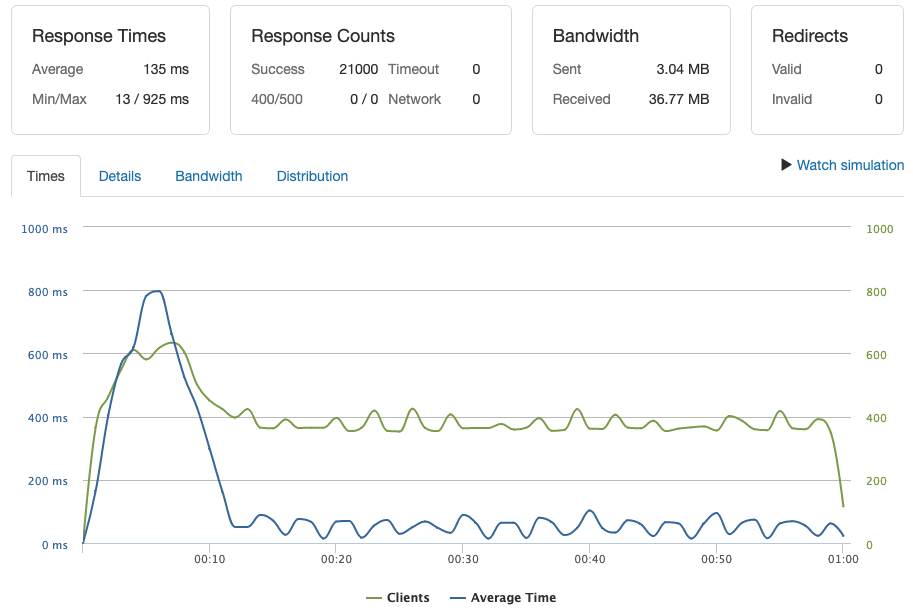 Response Times
Average 135 ms
Min/Max 13 / 925 ms
Response Counts
Success 21000 Timeout 0
400/500 0 / 0 Network 0
Bandwidth
Sent 3.04 MB
Received 36.77 MB
Redirects
Valid 0
Invalid 0
Times Details Bandwidth Distribution Watch simulation
1000 ms 1000
800 ms 800
600 ms 600
400 ms 400
200 ms 200
0 ms 0
00:10 00:20 00:30 00:40 00:50 01:00
Clients Average Time